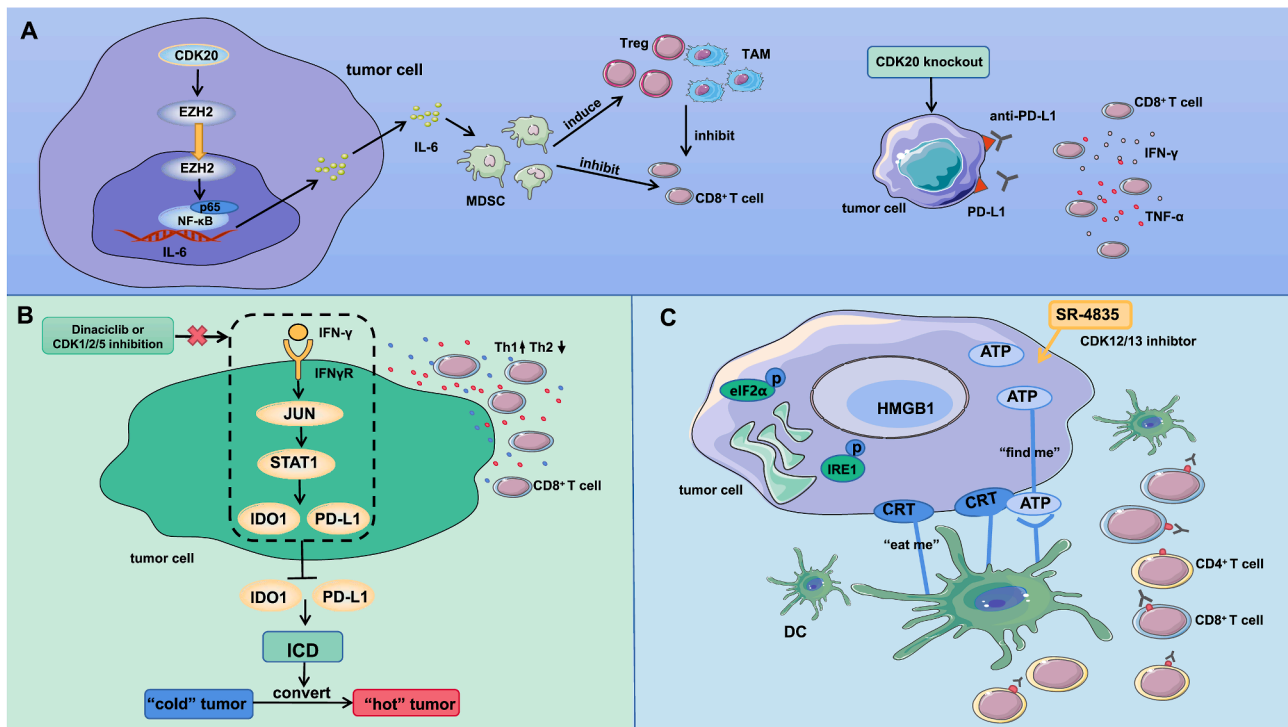 A
CDK20
EZH2
EZH2
p65
NF-κB
IL-6
tumor cell
IL-6
MDSC
induce
inhibit
Treg
TAM
inhibit
CD8⁺ T cell
CDK20 knockout
anti-PD-L1
tumor cell
PD-L1
CD8⁺ T cell
IFN-γ
TNF-α
B
Dinaciclib or
CDK1/2/5 inhibition
IFN-γ
IFNγR
JUN
STAT1
IDO1
PD-L1
Th1 Th2
CD8⁺ T cell
tumor cell
IDO1
PD-L1
ICD
convert
“cold” tumor
“hot” tumor
C
SR-4835
CDK12/13 inhibtor
ATP
ATP
p
eIF2α
HMGB1
p
IRE1
“find me”
tumor cell
CRT
CRT
ATP
“eat me”
DC
CD4⁺ T cell
CD8⁺ T cell